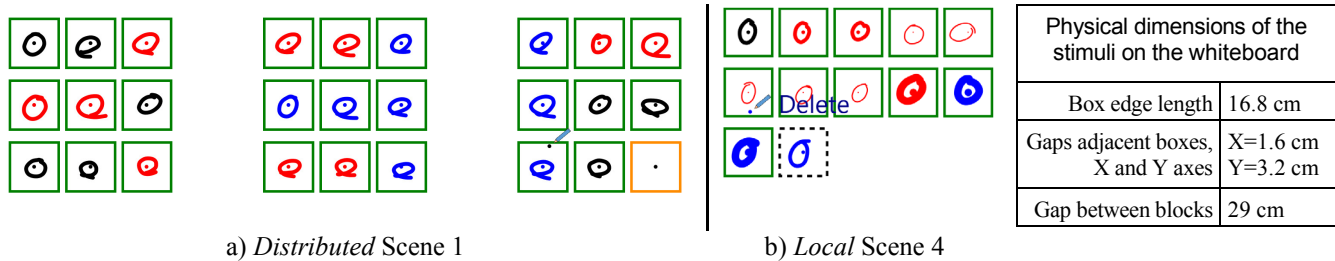 Delete
a) Distributed Scene 1
b) Local Scene 4
Physical dimensions of the
stimuli on the whiteboard
Box edge length 16.8 cm
Gaps adjacent boxes, X=1.6 cm
X and Y axes Y=3.2 cm
Gap between blocks 29 cm